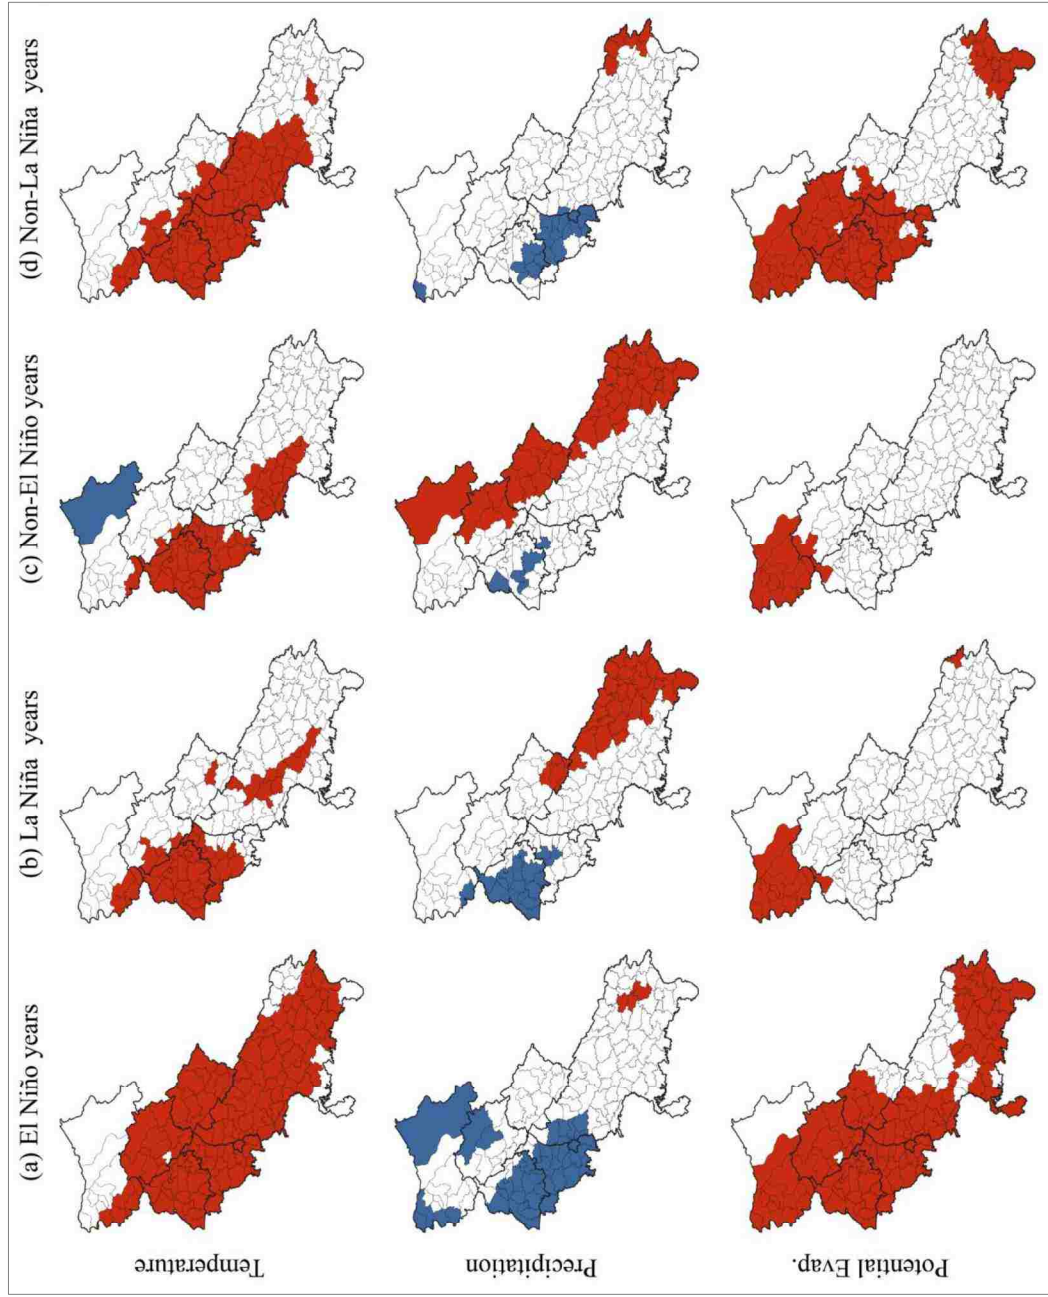 (a) El Niño years
(b) La Niña years
(c) Non-El Niño years
(d) Non-La Niña years
Temperature
Precipitation
Potential Evap.